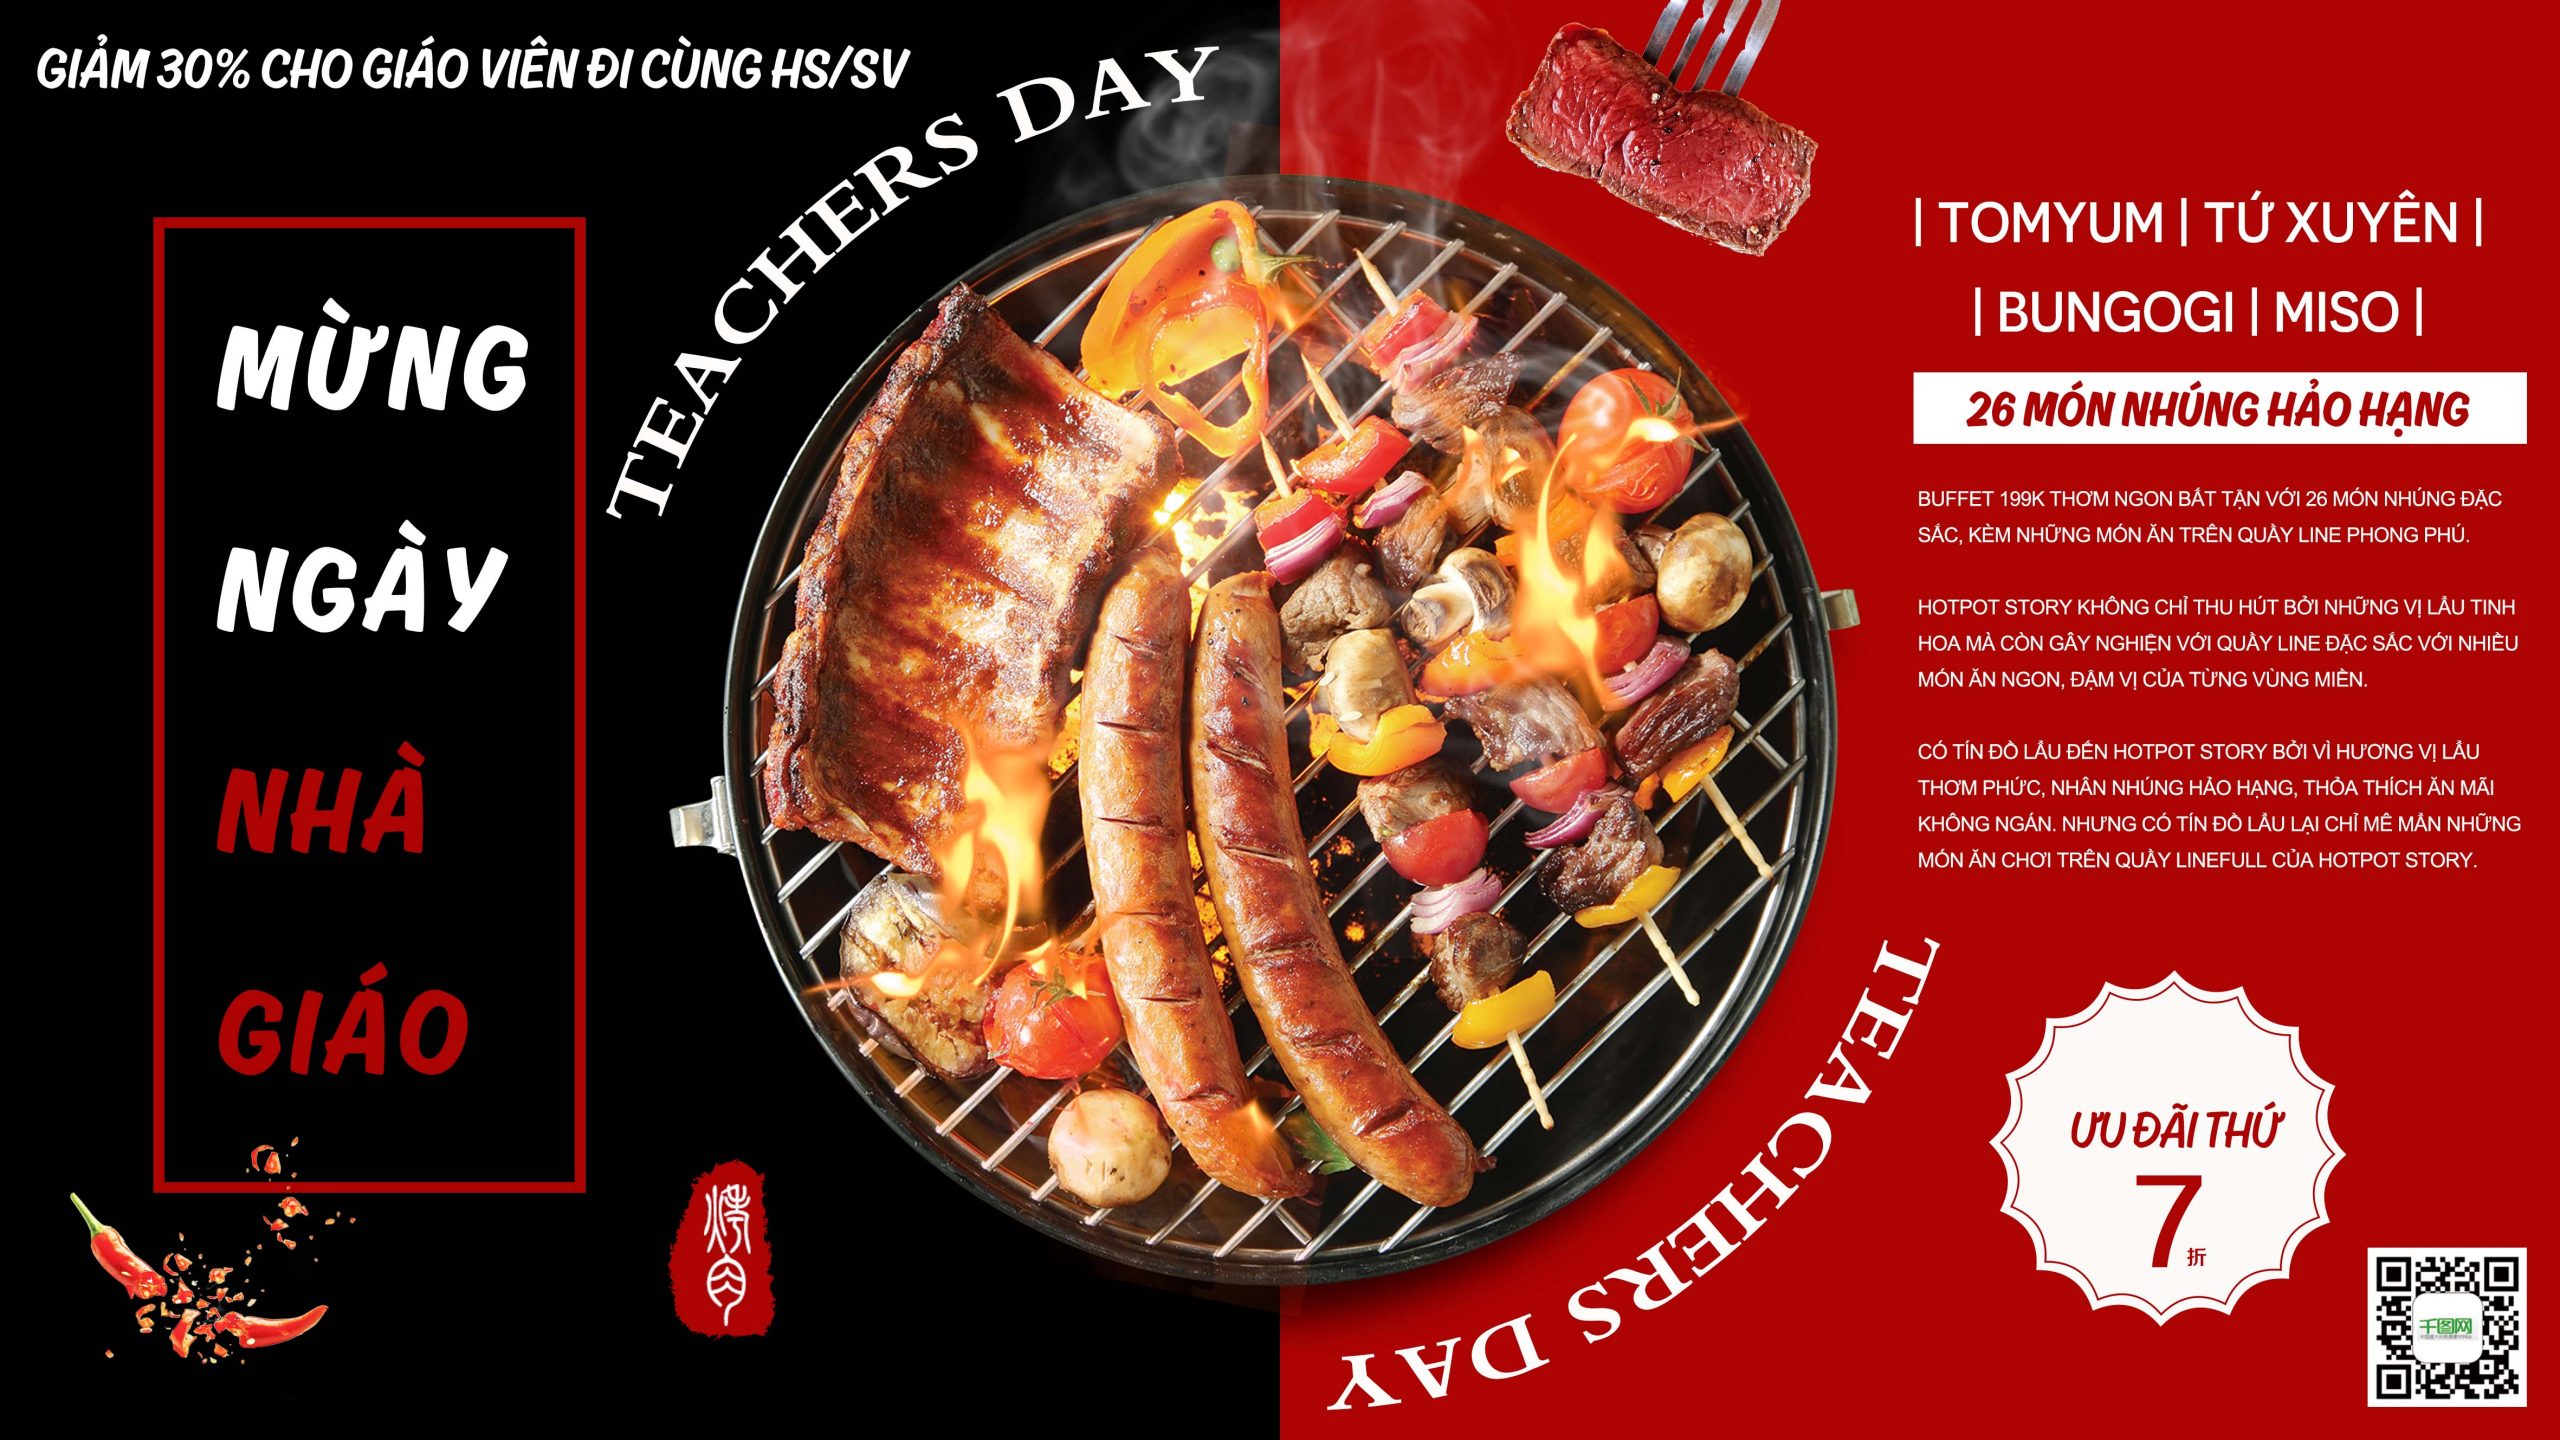 GIẢM 30% CHO GIÁO VIÊN ĐI CÙNG HS/SV
TEACHERS DAY
MỪNG
NGÀY
NHÀ
GIÁO
烤肉
| TOMYUM | TỨ XUYÊN |
| BUNGOGI | MISO |
26 MÓN NHÚNG HẢO HẠNG
BUFFET 199K THƠM NGON BẤT TẬN VỚI 26 MÓN NHÚNG ĐẶC
SẮC, KÈM NHỮNG MÓN ĂN TRÊN QUẦY LINE PHONG PHÚ.
HOTPOT STORY KHÔNG CHỈ THU HÚT BỞI NHỮNG VỊ LẨU TINH
HOA MÀ CÒN GÂY NGHIỆN VỚI QUẦY LINE ĐẶC SẮC VỚI NHIỀU
MÓN ĂN NGON, ĐẬM VỊ CỦA TỪNG VÙNG MIỀN.
CÓ TÍN ĐỒ LẨU ĐẾN HOTPOT STORY BỞI VÌ HƯƠNG VỊ LẨU
THƠM PHỨC, NHÂN NHÚNG HẢO HẠNG, THỎA THÍCH ĂN MÃI
KHÔNG NGÁN. NHƯNG CÓ TÍN ĐỒ LẨU LẠI CHỈ MÊ MẨN NHỮNG
MÓN ĂN CHƠI TRÊN QUẦY LINEFULL CỦA HOTPOT STORY.
TEACHERS DAY
ƯU ĐÃI THỨ
7折
千图网